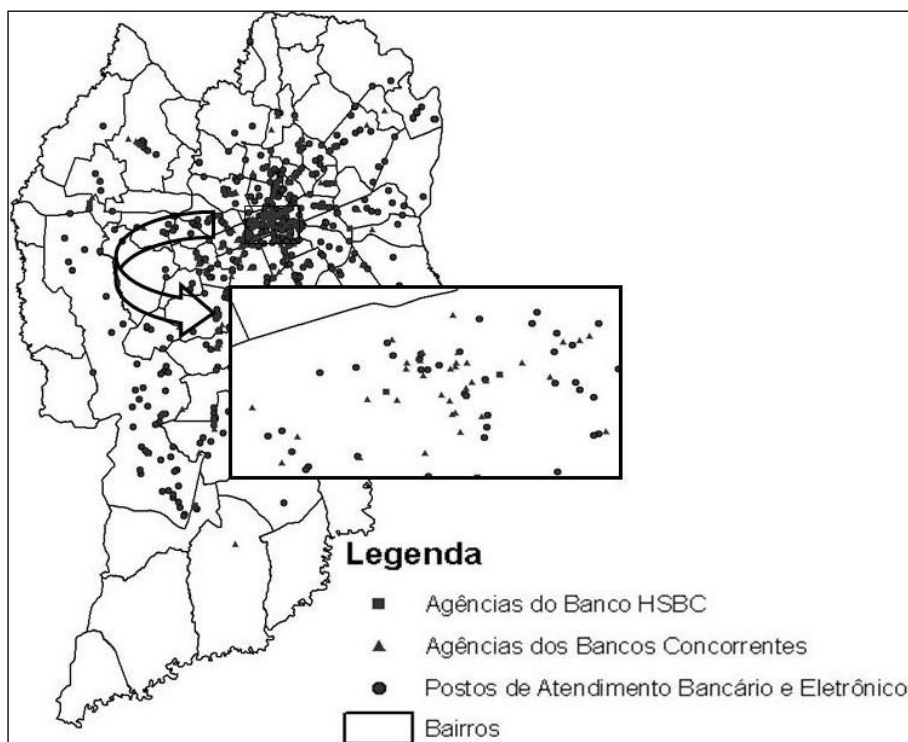 Legenda
Agências do Banco HSBC
Agências dos Bancos Concorrentes
Postos de Atendimento Bancário e Eletrônico
Bairros